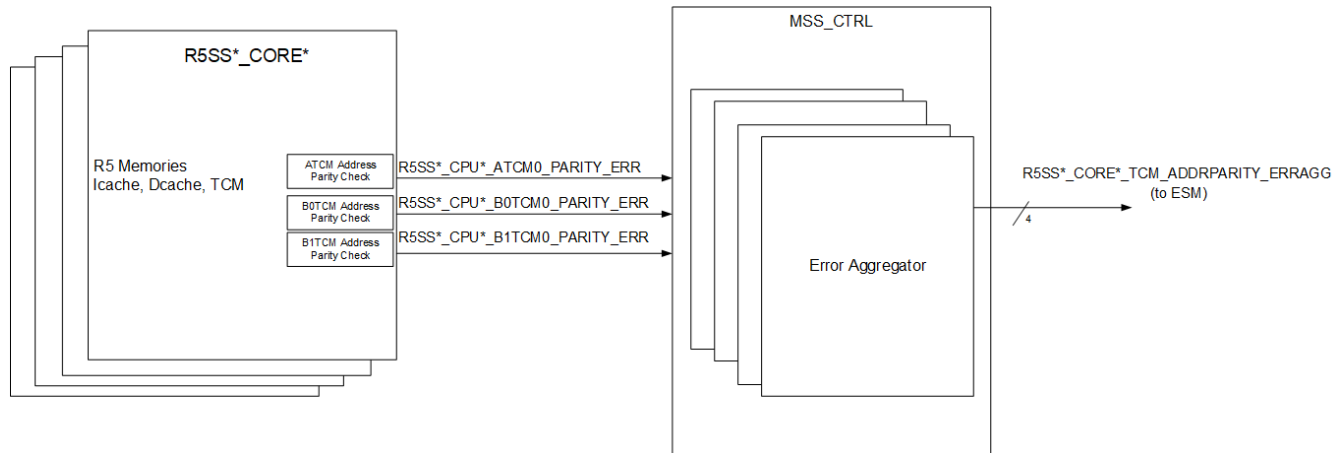 R5SS*_CORE*
R5 Memories
Icache, Dcache, TCM
ATCM Address
Parity Check
B0TCM Address
Parity Check
B1TCM Address
Parity Check
R5SS*_CPU*_ATCM0_PARITY_ERR
R5SS*_CPU*_B0TCM0_PARITY_ERR
R5SS*_CPU*_B1TCM0_PARITY_ERR
MSS_CTRL
Error Aggregator
R5SS*_CORE*_TCM_ADDRPARITY_ERRAGG
(to ESM)
4